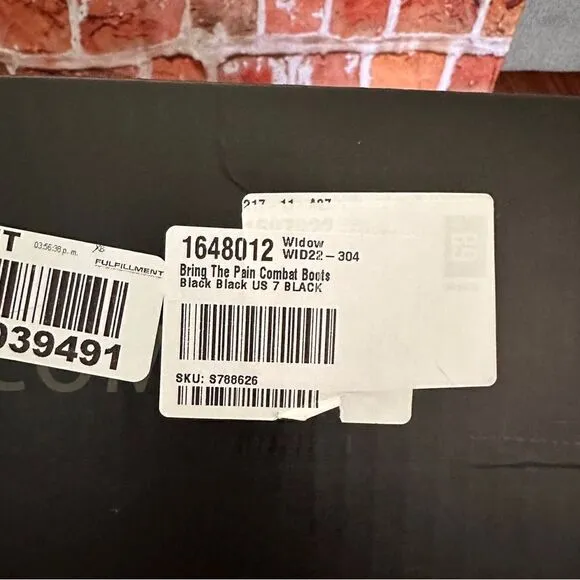 T
03:56:38 p.m.
FULFILLMENT
039491
COM
1648012 Widow
WID22-304
Bring The Pain Combat Boots
Black Black US 7 BLACK
SKU: S788626